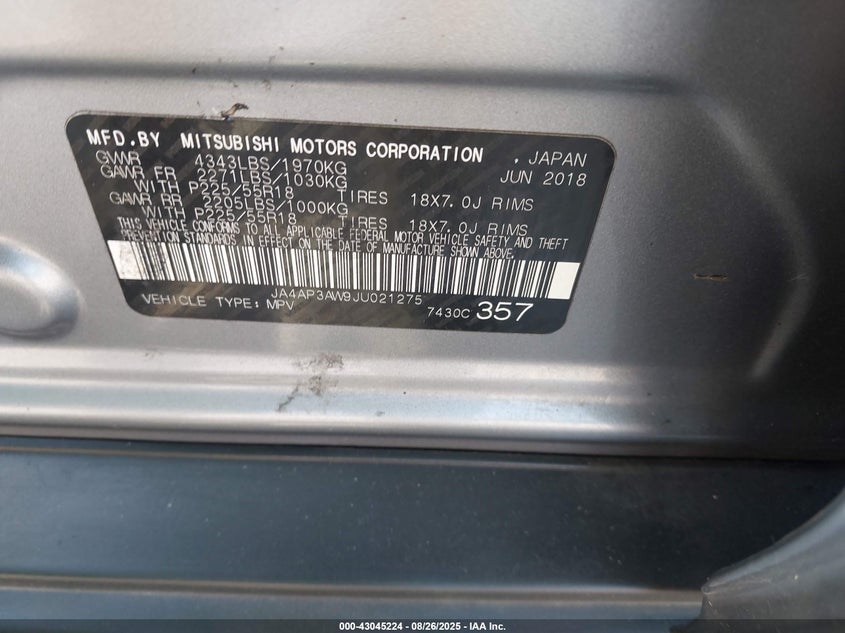 MFD.BY MITSUBISHI MOTORS CORPORATION . JAPAN
GVWR 4343LBS/1970KG JUN 2018
GAWR FR 2271LBS/1030KG
WITH P225/55R18 TIRES 18X7.0J RIMS
GAWR RR 2205LBS/1000KG
WITH P225/55R18 TIRES 18X7.0J RIMS
THIS VEHICLE CONFORMS TO ALL APPLICABLE FEDERAL MOTOR VEHICLE SAFETY AND THEFT
PREVENTION STANDARDS IN EFFECT ON THE DATE OF MANUFACTURE SHOWN ABOVE.
JA4AP3AW9JU021275
VEHICLE TYPE: MPV 7430C 357
000-43045224 - 08/26/2025 - IAA Inc.